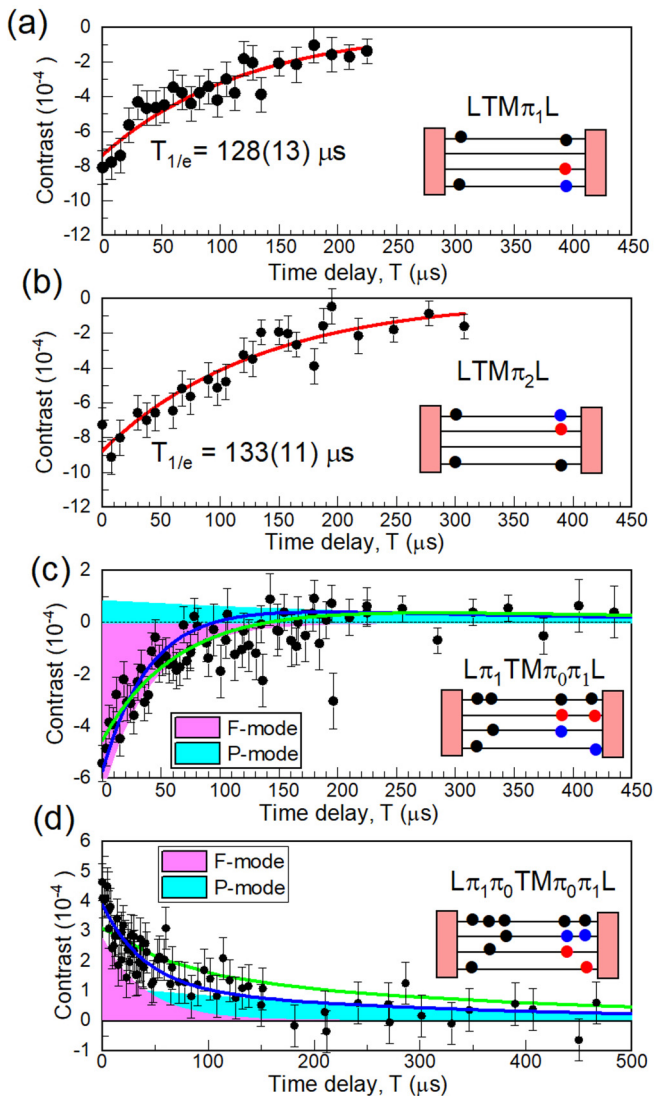 (a)
0
-2
-4
-6
-8
-10
-12
Contrast (10⁻⁴)
T₁/ₑ = 128(13) μs
LTMπ₁L
0 50 100 150 200 250 300 350 400 450
Time delay, T (μs)
(b)
0
-2
-4
-6
-8
-10
-12
Contrast (10⁻⁴)
T₁/ₑ = 133(11) μs
LTMπ₂L
0 50 100 150 200 250 300 350 400 450
Time delay, T (μs)
(c)
2
0
-2
-4
-6
Contrast (10⁻⁴)
F-mode
P-mode
Lπ₁TMπ₀π₁L
0 50 100 150 200 250 300 350 400 450
Time delay, T (μs)
(d)
6
5
4
3
2
1
0
-1
Contrast (10⁻⁴)
F-mode
P-mode
Lπ₁π₀TMπ₀π₁L
0 100 200 300 400 500
Time delay, T (μs)